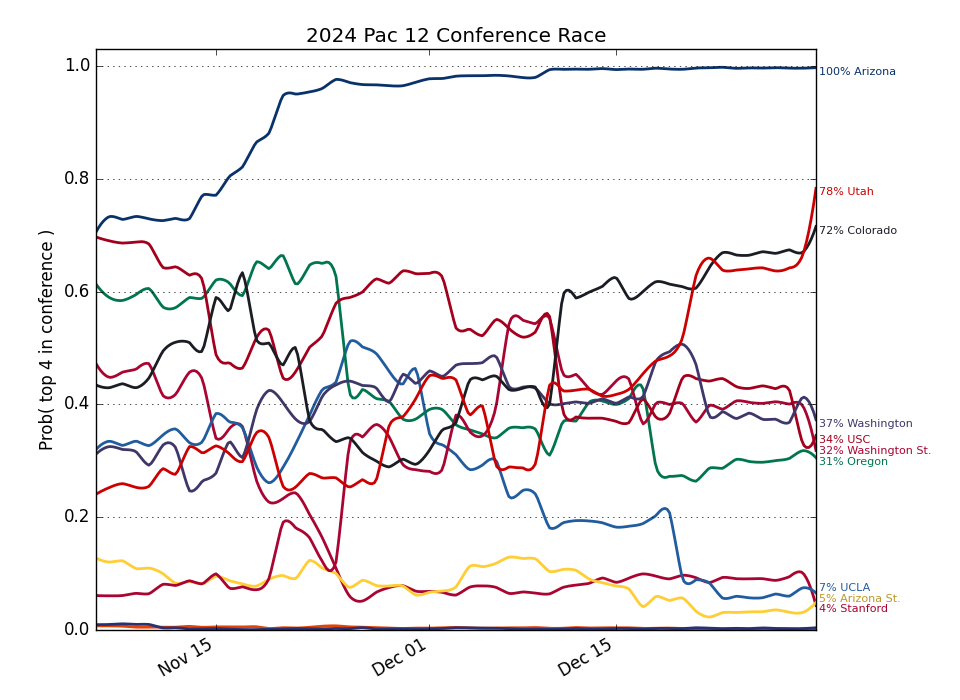 2024 Pac 12 Conference Race
Prob( top 4 in conference )
1.0
0.8
0.6
0.4
0.2
0.0
Nov 15
Dec 01
Dec 15
100% Arizona
78% Utah
72% Colorado
37% Washington
34% USC
32% Washington St.
31% Oregon
7% UCLA
5% Arizona St.
4% Stanford